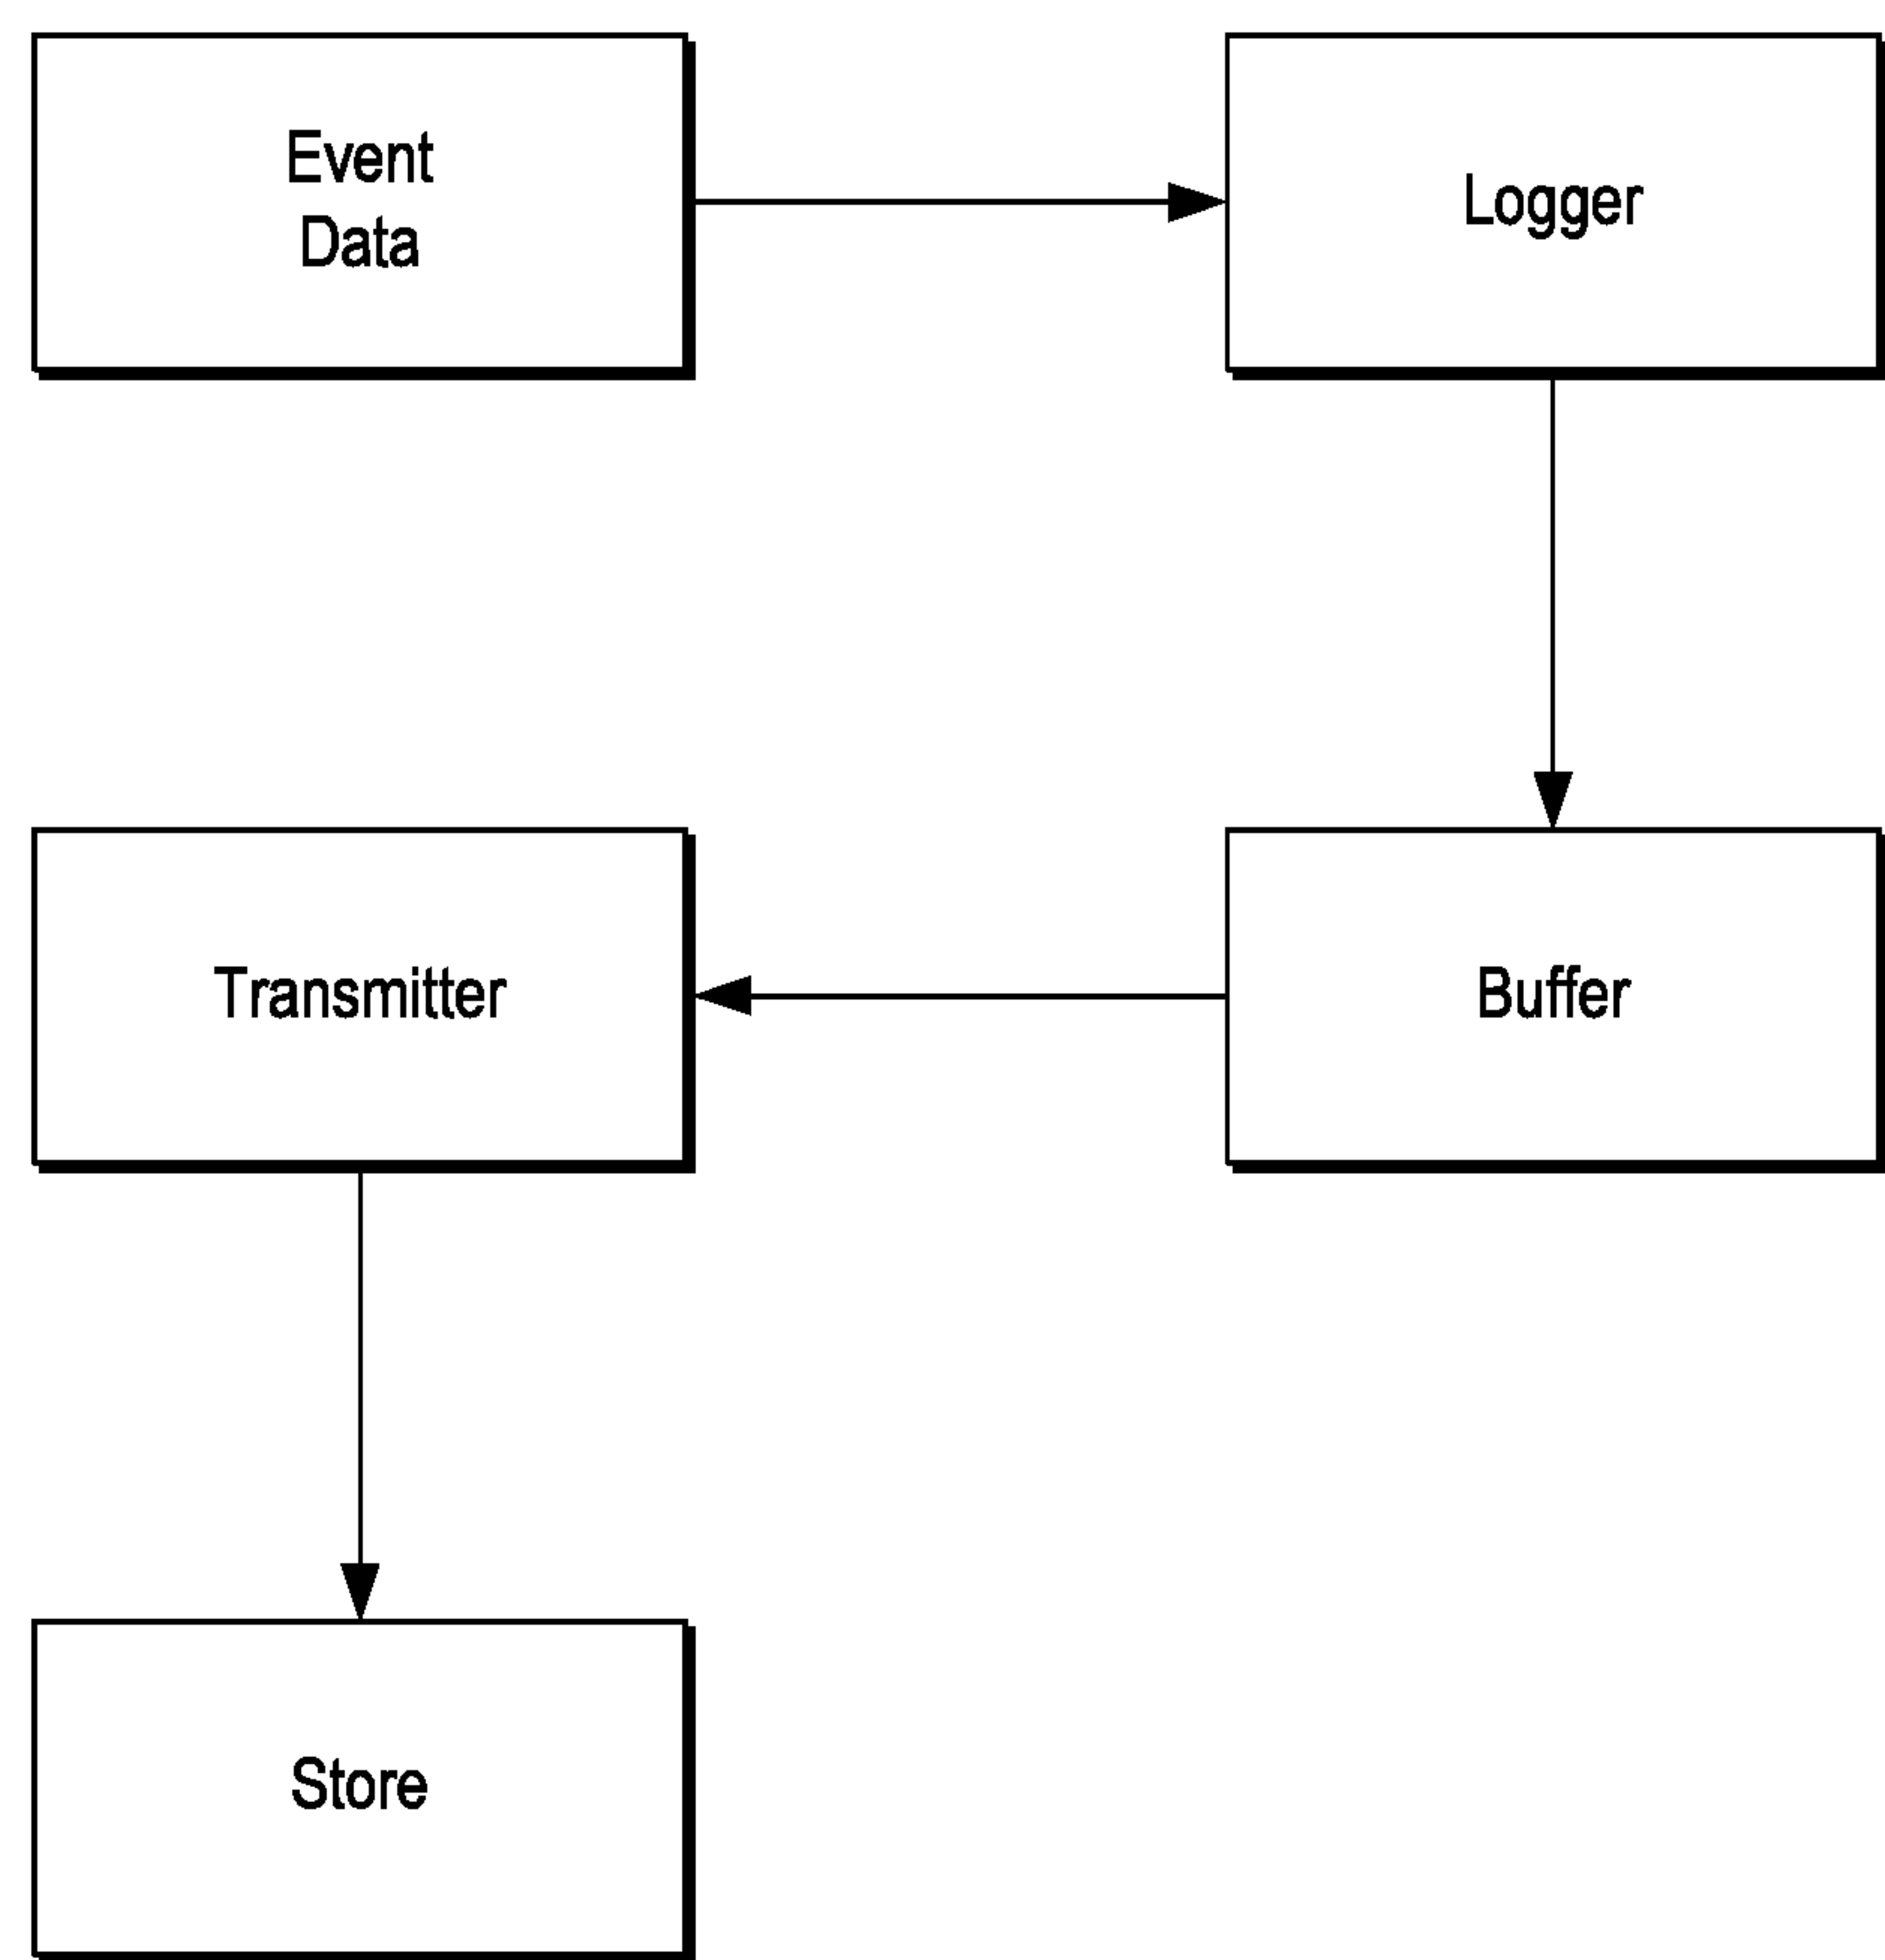 Event
Data
Logger
Transmitter
Buffer
Store